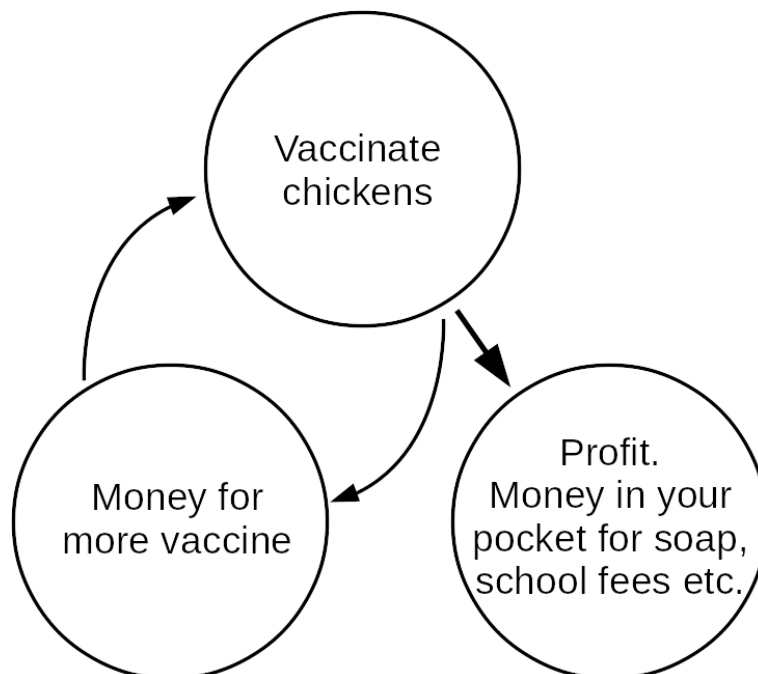 Vaccinate
chickens
Money for
more vaccine
Profit.
Money in your
pocket for soap,
school fees etc.